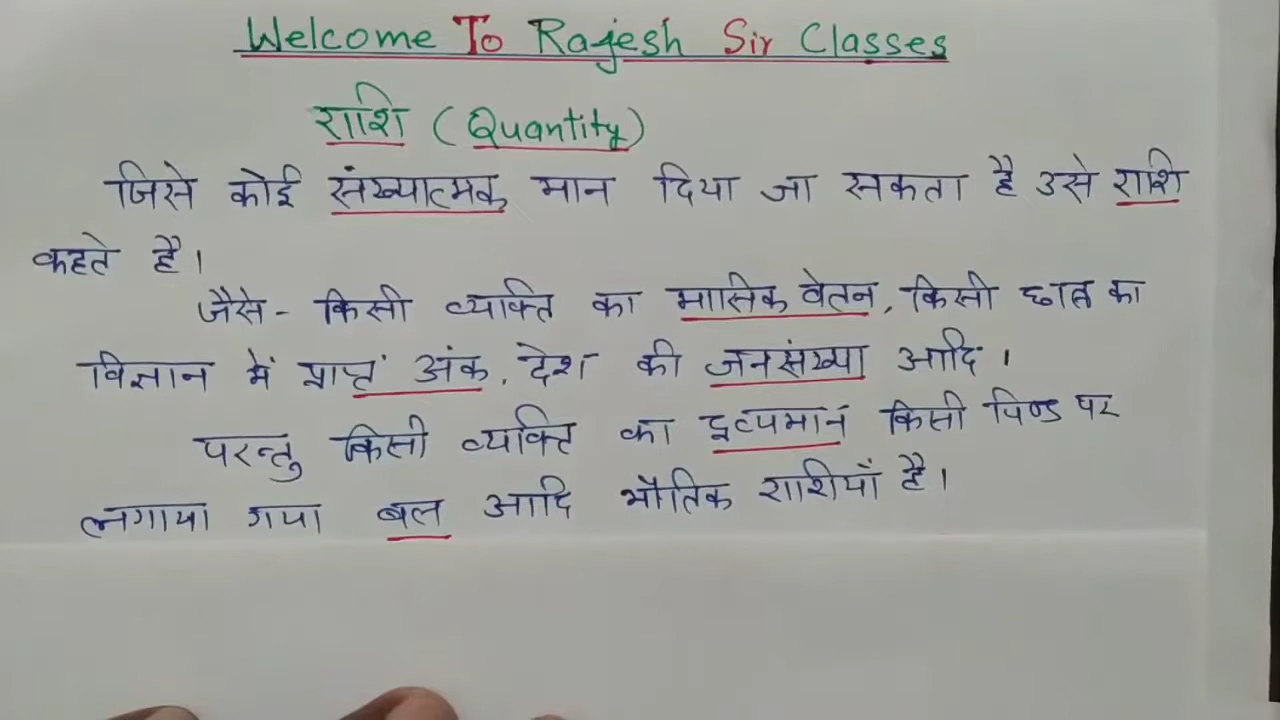 Welcome To Rajesh Sir Classes
राशि (Quantity)
जिसे कोई संख्यात्मक मान दिया जा सकता है उसे राशि
कहते है।
जैसे - किसी व्यक्ति का मासिक वेतन, किसी छात्र का
विज्ञान में प्राप्त अंक, देश की जनसंख्या आदि।
परन्तु किसी व्यक्ति का द्रव्यमान किसी पिण्ड पर
लगाया गया बल आदि भौतिक राशियाँ है।